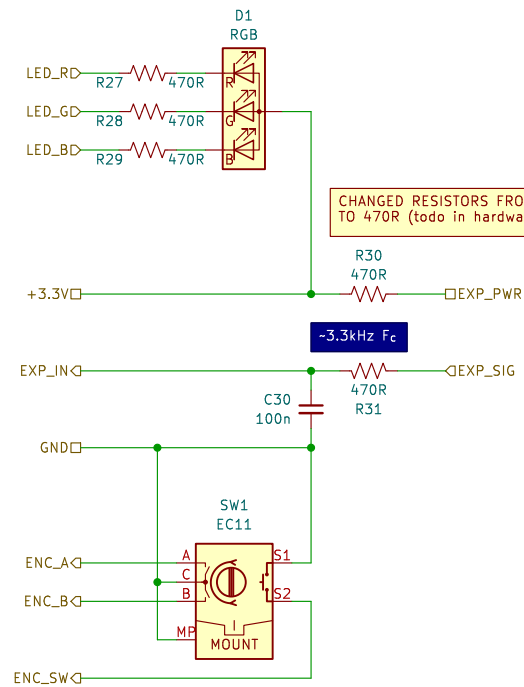 D1
RGB
LED_R
R27
470R
R
LED_G
R28
470R
G
LED_B
R29
470R
B
CHANGED RESISTORS FRO
TO 470R (todo in hardwa
R30
470R
+3.3V
EXP_PWR
~3.3kHz Fc
EXP_IN
EXP_SIG
470R
R31
C30
100n
GND
SW1
EC11
ENC_A
A
S1
C
ENC_B
B
S2
MP
MOUNT
ENC_SW